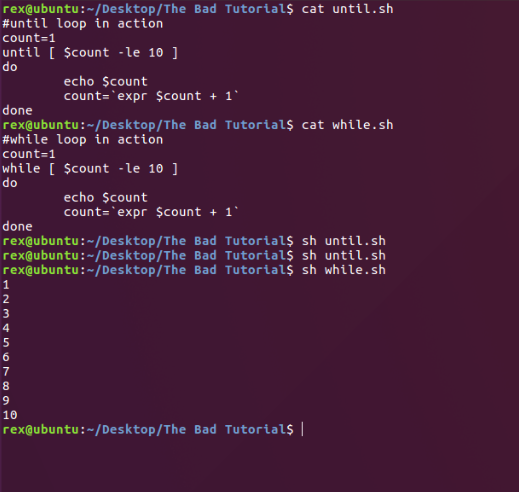 rex@ubuntu:~/Desktop/The Bad Tutorial$ cat until.sh
#until loop in action
count=1
until [ $count -le 10 ]
do
        echo $count
        count=`expr $count + 1`
done
rex@ubuntu:~/Desktop/The Bad Tutorial$ cat while.sh
#while loop in action
count=1
while [ $count -le 10 ]
do
        echo $count
        count=`expr $count + 1`
done
rex@ubuntu:~/Desktop/The Bad Tutorial$ sh until.sh
rex@ubuntu:~/Desktop/The Bad Tutorial$ sh until.sh
rex@ubuntu:~/Desktop/The Bad Tutorial$ sh while.sh
1
2
3
4
5
6
7
8
9
10
rex@ubuntu:~/Desktop/The Bad Tutorial$